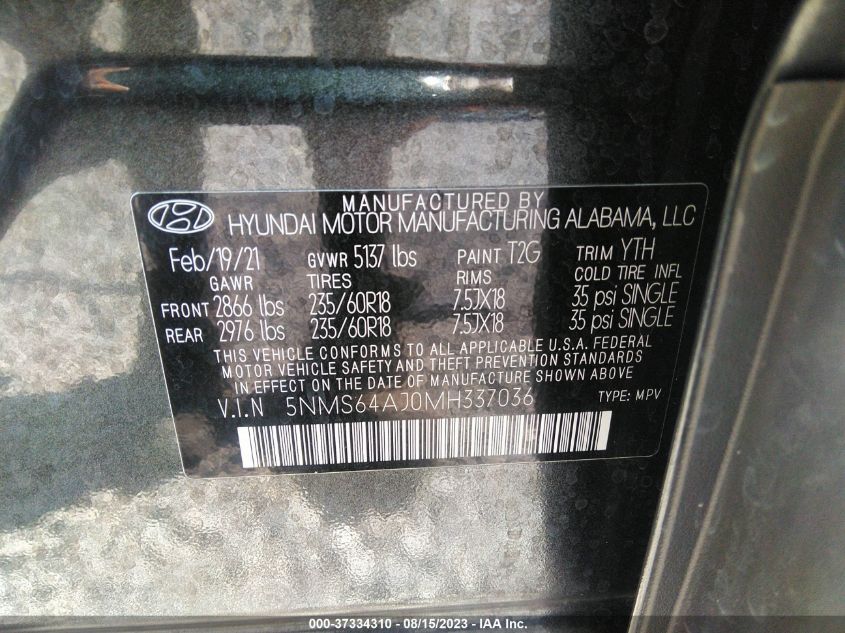 MANUFACTURED BY
HYUNDAI MOTOR MANUFACTURING ALABAMA, LLC
Feb/19/21 GVWR 5137 lbs PAINT T2G TRIM YTH
GAWR TIRES RIMS COLD TIRE INFL
FRONT 2866 lbs 235/60R18 7.5JX18 35 psi SINGLE
REAR 2976 lbs 235/60R18 7.5JX18 35 psi SINGLE
THIS VEHICLE CONFORMS TO ALL APPLICABLE U.S.A. FEDERAL
MOTOR VEHICLE SAFETY AND THEFT PREVENTION STANDARDS
IN EFFECT ON THE DATE OF MANUFACTURE SHOWN ABOVE
V.I.N 5NMS64AJ0MH337036 TYPE: MPV
000-37334310 - 08/15/2023 - IAA Inc.